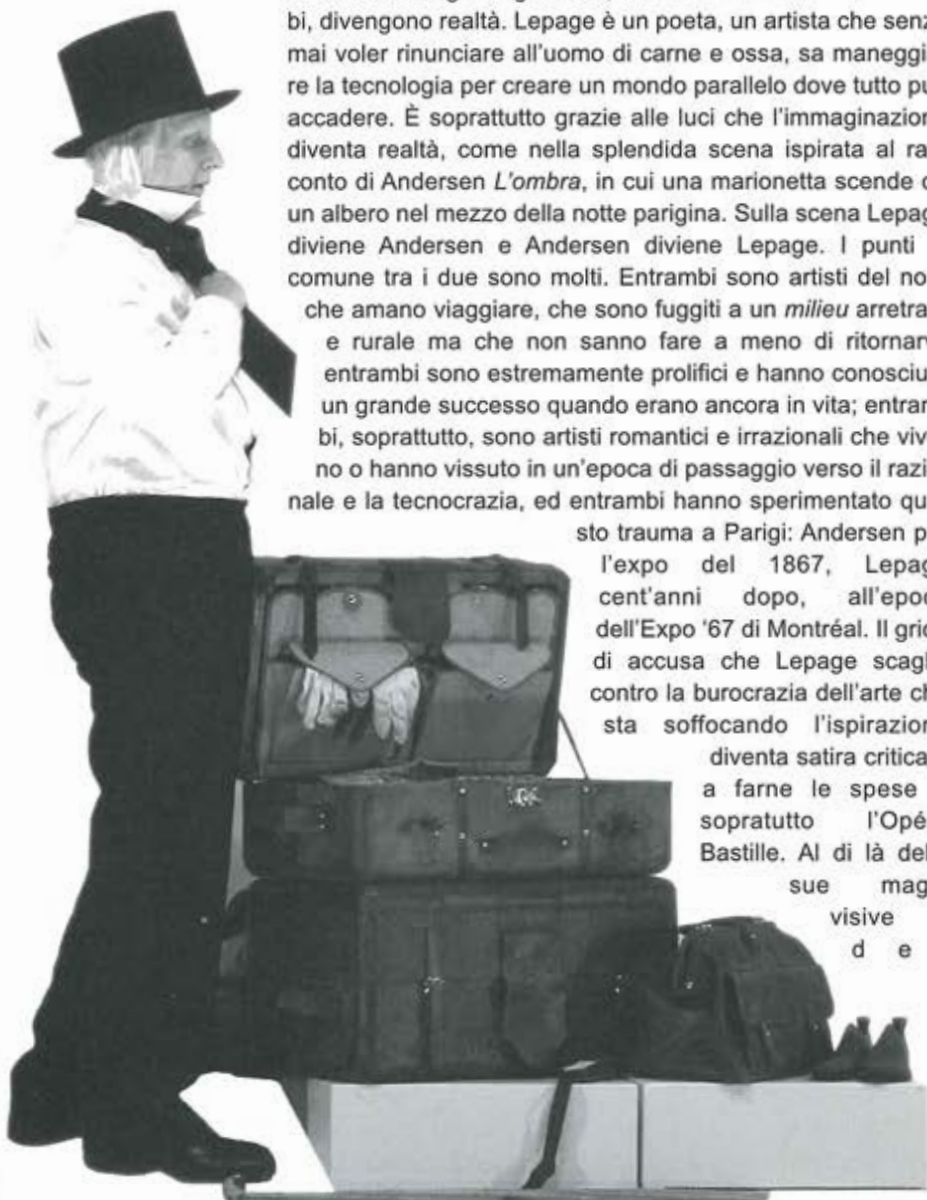 bi, divengono realtà. Lepage è un poeta, un artista che senz
mai voler rinunciare all'uomo di carne e ossa, sa maneggi
re la tecnologia per creare un mondo parallelo dove tutto pu
accadere. È soprattutto grazie alle luci che l'immaginazion
diventa realtà, come nella splendida scena ispirata al ra
conto di Andersen L'ombra, in cui una marionetta scende
un albero nel mezzo della notte parigina. Sulla scena Lepag
diviene Andersen e Andersen diviene Lepage. I punti
comune tra i due sono molti. Entrambi sono artisti del no
che amano viaggiare, che sono fuggiti a un milieu arretra
e rurale ma che non sanno fare a meno di ritornarv
entrambi sono estremamente prolifici e hanno conosciu
un grande successo quando erano ancora in vita; entram
bi, soprattutto, sono artisti romantici e irrazionali che viv
no o hanno vissuto in un'epoca di passaggio verso il razi
nale e la tecnocrazia, ed entrambi hanno sperimentato qu
sto trauma a Parigi: Andersen p
l'expo del 1867, Lepag
cent'anni dopo, all'epoc
dell'Expo '67 di Montréal. Il grid
di accusa che Lepage scagl
contro la burocrazia dell'arte ch
sta soffocando l'ispirazion
diventa satira critica
a farne le spese
sopratutto l'Opé
Bastille. Al di là del
sue mag
visive
d e